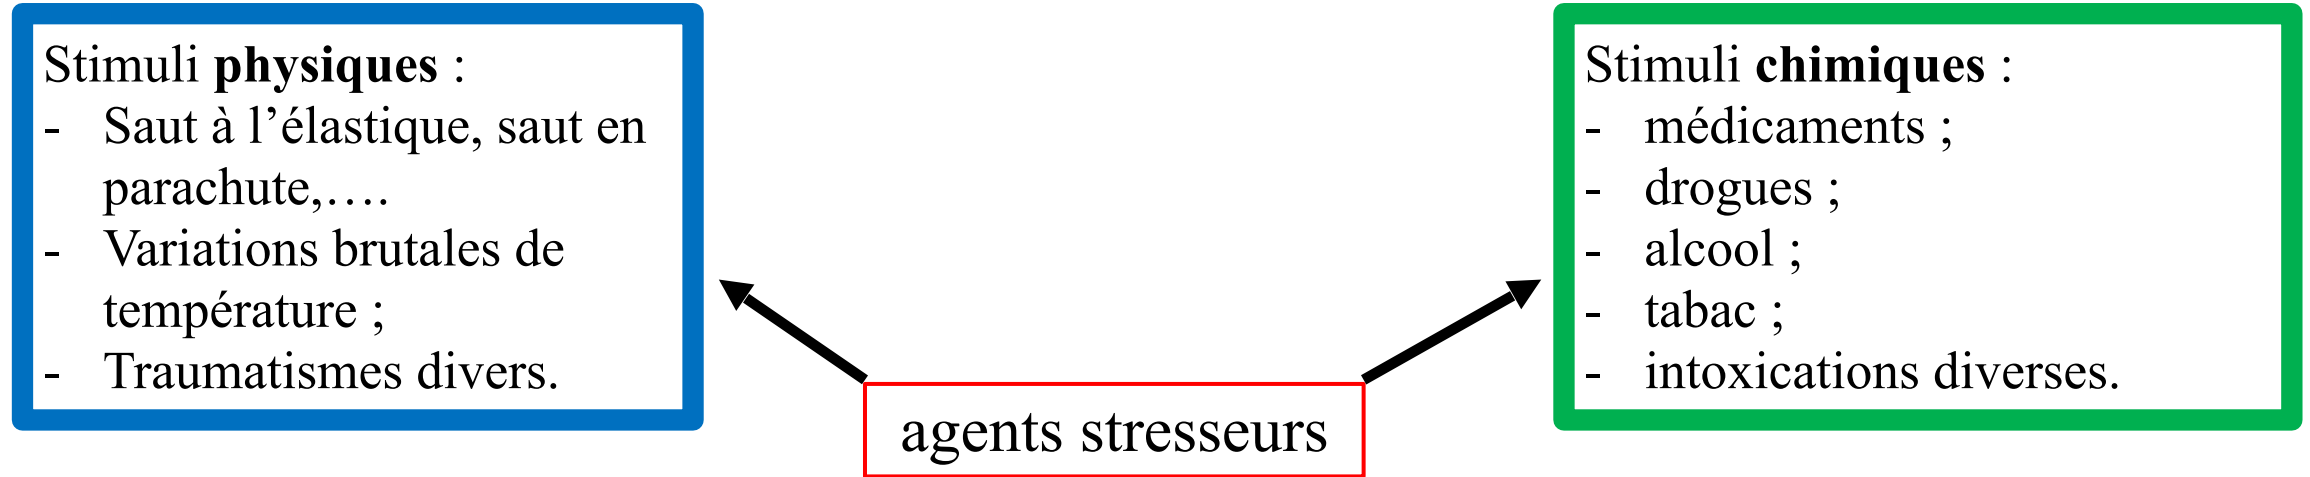 Stimuli physiques :
- Saut à l’élastique, saut en
parachute,….
- Variations brutales de
température ;
- Traumatismes divers.
Stimuli chimiques :
- médicaments ;
- drogues ;
- alcool ;
- tabac ;
- intoxications diverses.
agents stresseurs